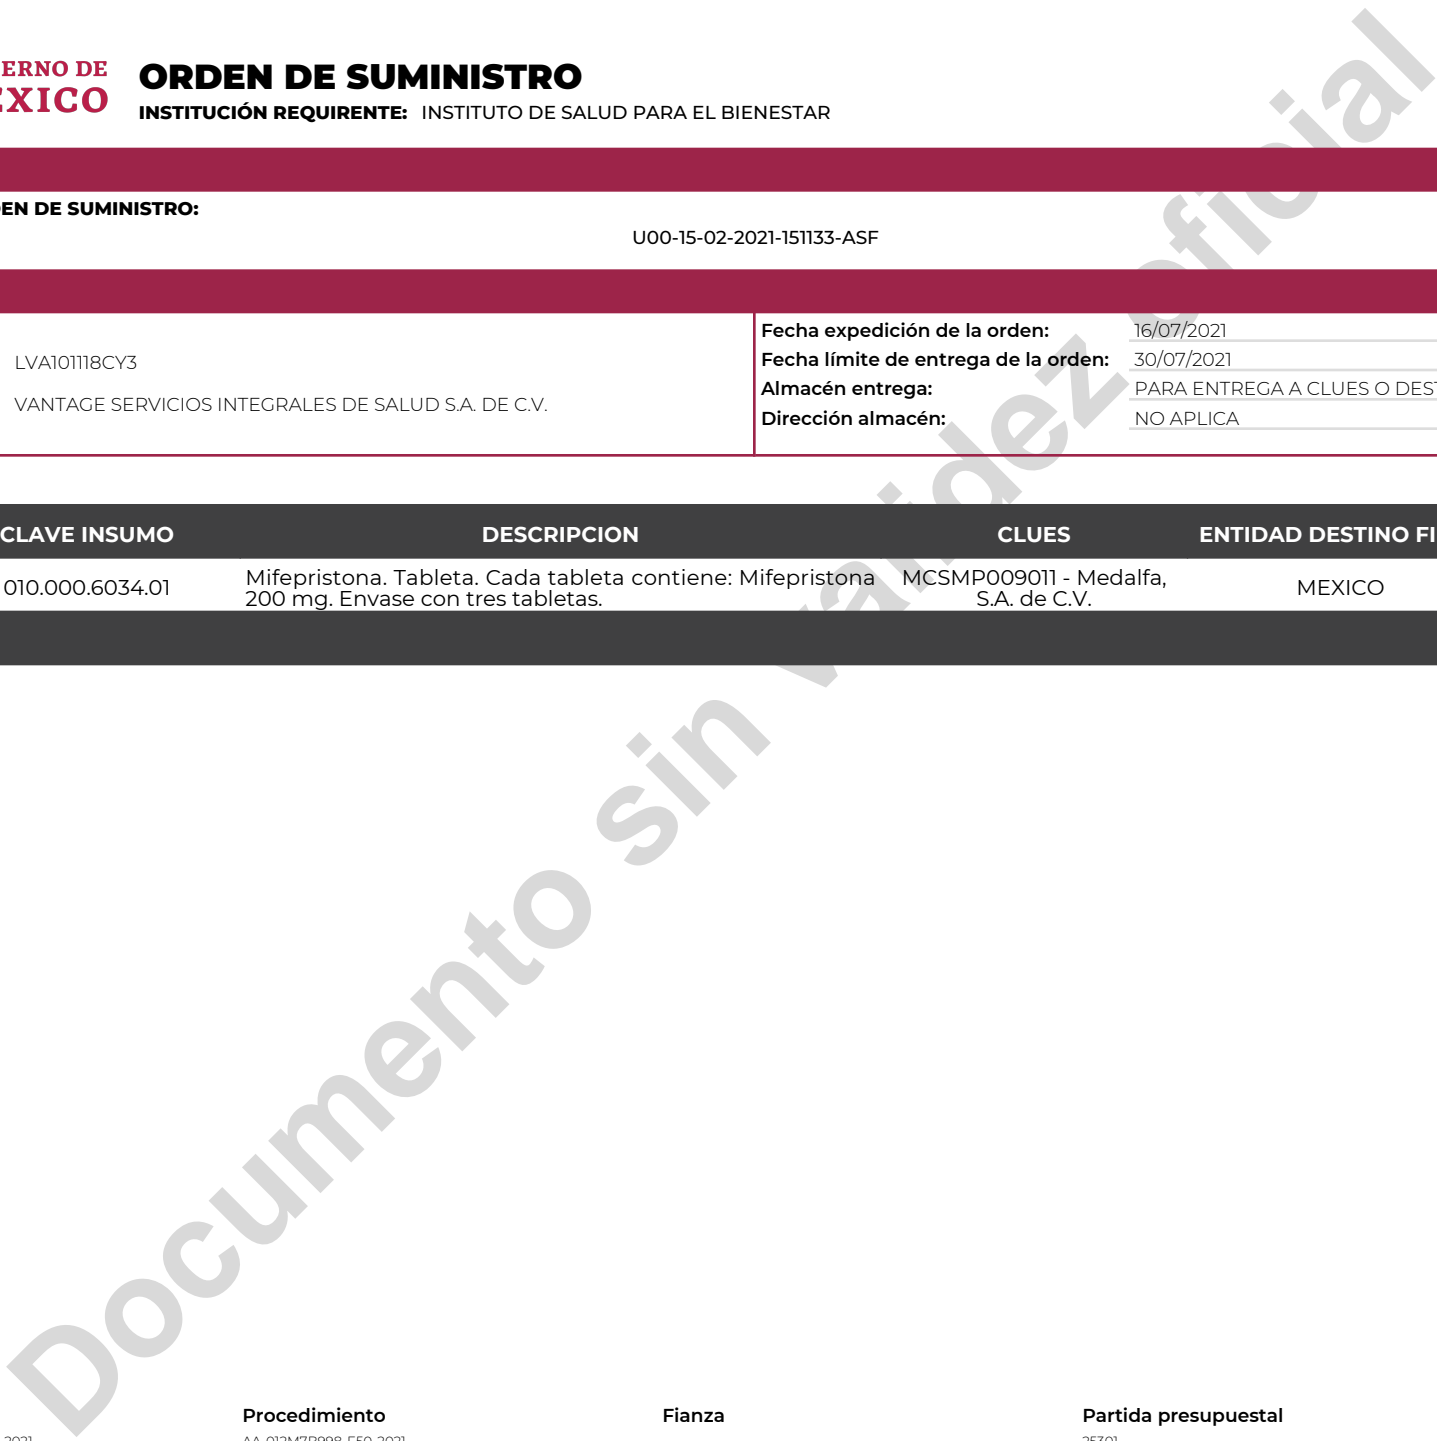 ERNO DE
ORDEN DE SUMINISTRO
EXICO
INSTITUCIÓN REQUIRENTE: INSTITUTO DE SALUD PARA EL BIENESTAR
EN DE SUMINISTRO:
U00-15-02-2021-151133-ASF
Fecha expedición de la orden: 16/07/2021
LVA101118CY3
Fecha límite de entrega de la orden: 30/07/2021
Almacén entrega: PARA ENTREGA A CLUES O DEST
VANTAGE SERVICIOS INTEGRALES DE SALUD S.A. DE C.V.
Dirección almacén: NO APLICA
CLAVE INSUMO DESCRIPCION CLUES ENTIDAD DESTINO FI
010.000.6034.01
Mifepristona. Tableta. Cada tableta contiene: Mifepristona
200 mg. Envase con tres tabletas.
MCSMP009011 - Medalfa,
S.A. de C.V.
MEXICO
Documento sin validez oficial
Procedimiento Fianza Partida presupuestal